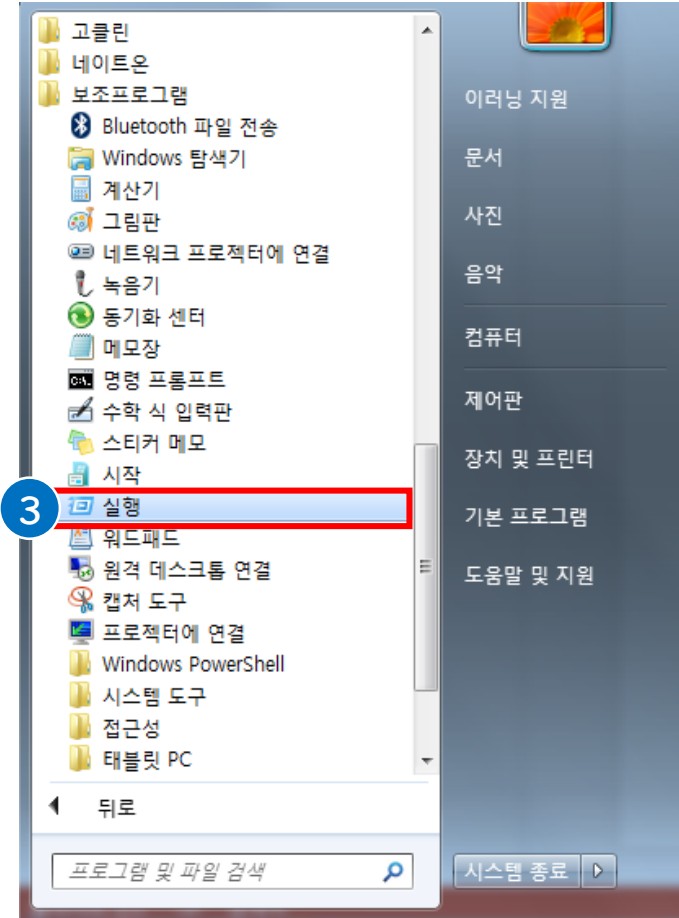 고클린
네이트온
보조프로그램
Bluetooth 파일 전송
Windows 탐색기
계산기
그림판
네트워크 프로젝터에 연결
녹음기
동기화 센터
메모장
명령 프롬프트
수학 식 입력판
스티커 메모
시작
3 실행
워드패드
원격 데스크톱 연결
캡처 도구
프로젝터에 연결
Windows PowerShell
시스템 도구
접근성
태블릿 PC
뒤로
프로그램 및 파일 검색
이러닝 지원
문서
사진
음악
컴퓨터
제어판
장치 및 프린터
기본 프로그램
도움말 및 지원
시스템 종료